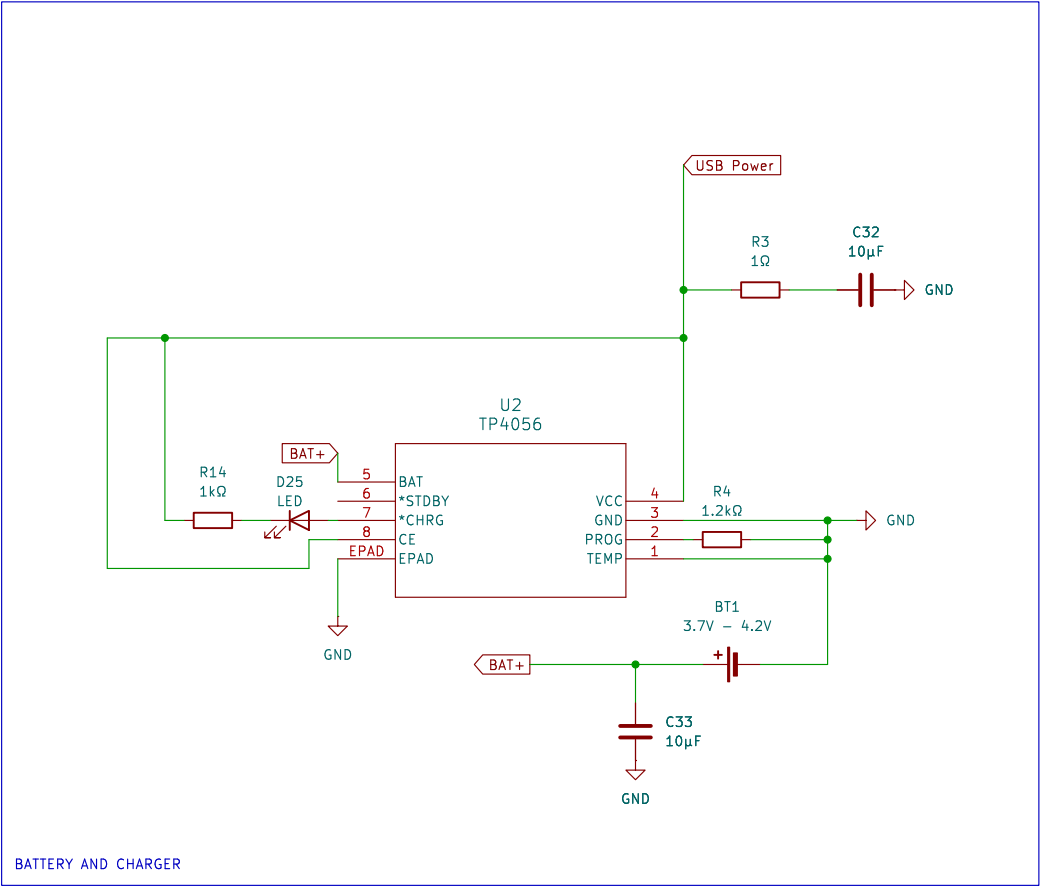 USB Power
C32
10µF
R3
1Ω
GND
U2
TP4056
BAT+
R14
1kΩ
D25
LED
5
6
7
8
EPAD
BAT
*STDBY
*CHRG
CE
EPAD
VCC
GND
PROG
TEMP
4
3
2
1
R4
1.2kΩ
GND
GND
BT1
3.7V – 4.2V
+
BAT+
C33
10µF
GND
BATTERY AND CHARGER